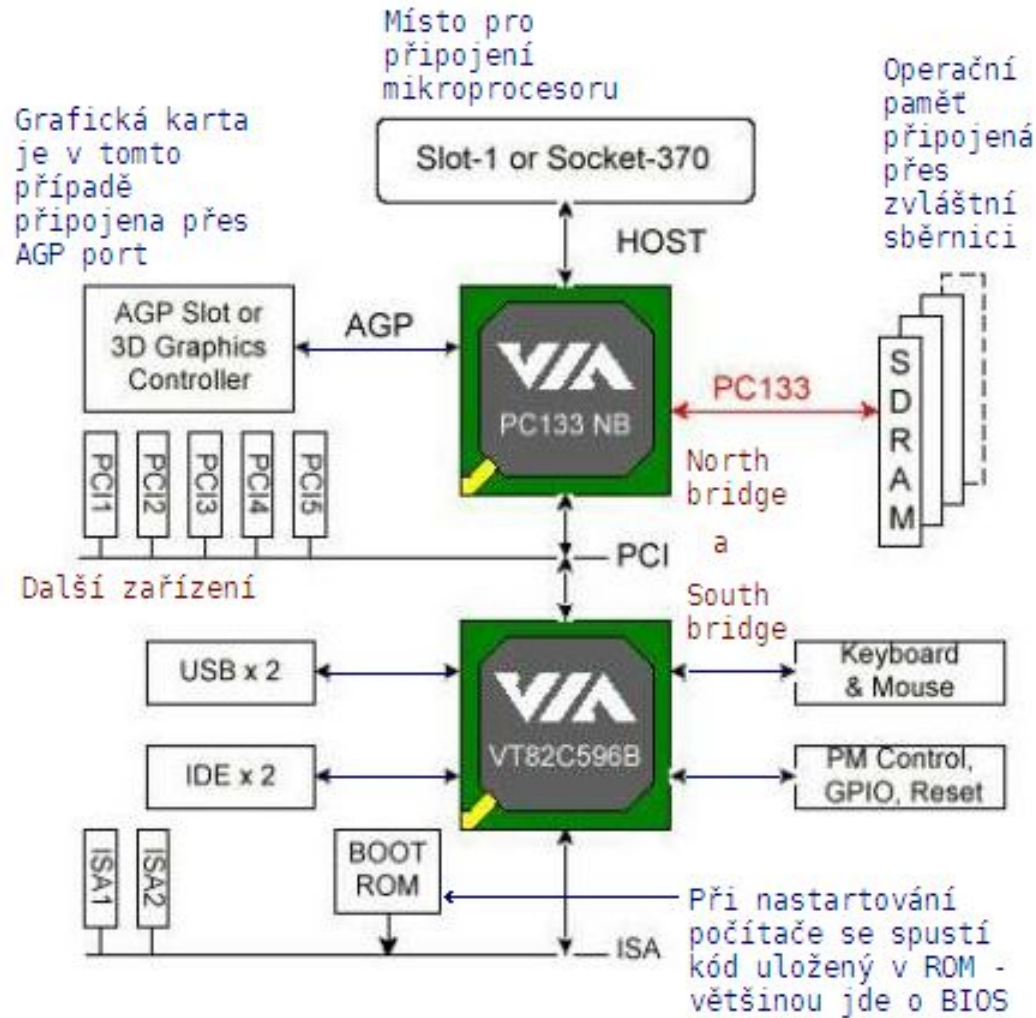 Místo pro
připojení
mikroprocesoru
Operační
paměť
připojená
přes
zvláštní
sběrnici
Grafická karta
je v tomto
případě
připojena přes
AGP port
Slot-1 or Socket-370
HOST
AGP Slot or
3D Graphics
Controller
AGP
VIA
PC133 NB
PC133
SDRAM
PCI1
PCI2
PCI3
PCI4
PCI5
North
bridge
a
South
bridge
PCI
Další zařízení
USB x 2
IDE x 2
VIA
VT82C596B
Keyboard
& Mouse
PM Control,
GPIO, Reset
ISA1
ISA2
BOOT
ROM
ISA
Při nastartování
počítače se spustí
kód uložený v ROM -
většinou jde o BIOS